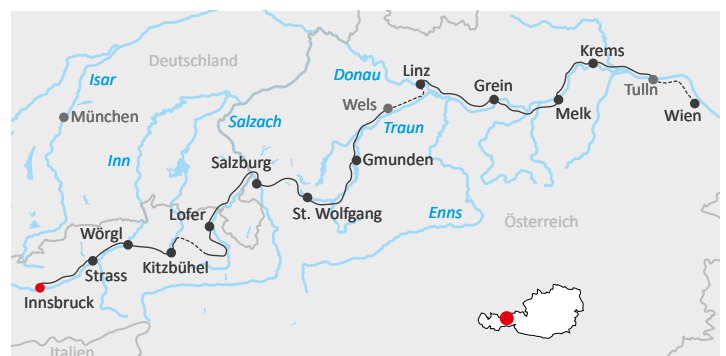 Krems
Deutschland
Isar
Donau
Linz
Grein
Tulln
Wels
München
Salzach
Traun
Melk
Wien
Inn
Salzburg
Gmunden
Lofer
St. Wolfgang
Enns
Österreich
Wörgl
Kitzbühel
Strass
Innsbruck
Italien